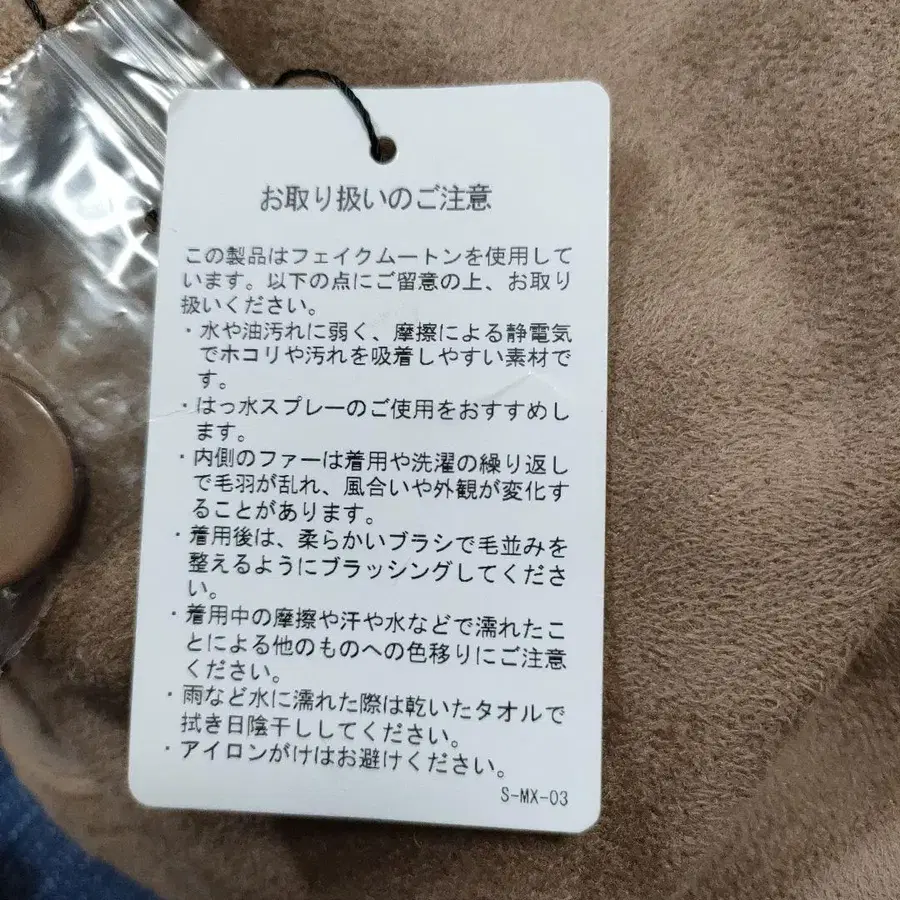 お取り扱いのご注意
この製品はフェイクムートンを使用して
います。以下の点にご留意の上、お取り
扱いください。
・水や油汚れに弱く、摩擦による静電気
でホコリや汚れを吸着しやすい素材で
す。
・はっ水スプレーのご使用をおすすめし
ます。
・内側のファーは着用や洗濯の繰り返し
で毛羽が乱れ、風合いや外観が変化す
ることがあります。
・着用後は、柔らかいブラシで毛並みを
整えるようにブラッシングしてくださ
い。
・着用中の摩擦や汗や水などで濡れたこ
とによる他のものへの色移りにご注意
ください。
・雨など水に濡れた際は乾いたタオルで
拭き日陰干ししてください。
・アイロンがけはお避けください。
S-MX-03